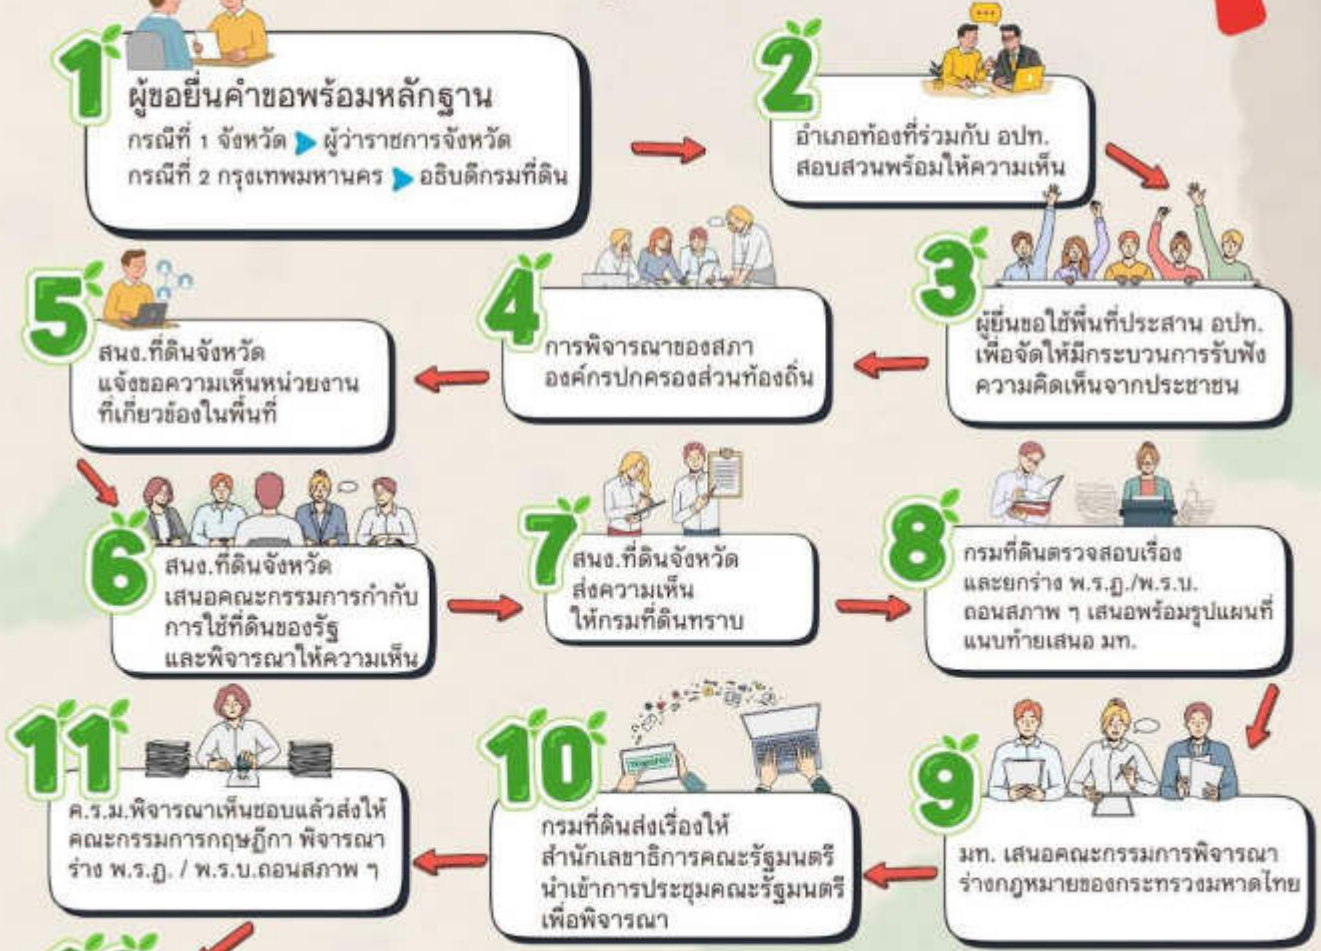 1
ผู้ขอยื่นคำขอพร้อมหลักฐาน
กรณีที่ 1 จังหวัด ผู้ว่าราชการจังหวัด
กรณีที่ 2 กรุงเทพมหานคร อธิบดีกรมที่ดิน
2
อำเภอท้องที่ร่วมกับ อปท.
สอบสวนพร้อมให้ความเห็น
3
ผู้ยื่นขอใช้พื้นที่ประสาน อปท.
เพื่อจัดให้มีกระบวนการรับฟัง
ความคิดเห็นจากประชาชน
4
การพิจารณาของสภา
องค์กรปกครองส่วนท้องถิ่น
5
สนง.ที่ดินจังหวัด
แจ้งขอความเห็นหน่วยงาน
ที่เกี่ยวข้องในพื้นที่
6
สนง.ที่ดินจังหวัด
เสนอคณะกรรมการกำกับ
การใช้ที่ดินของรัฐ
และพิจารณาให้ความเห็น
7
สนง.ที่ดินจังหวัด
ส่งความเห็น
ให้กรมที่ดินทราบ
8
กรมที่ดินตรวจสอบเรื่อง
และยกร่าง พ.ร.ฎ./พ.ร.บ.
ถอนสภาพ ๆ เสนอพร้อมรูปแผนที่
แนบท้ายเสนอ มท.
9
มท. เสนอคณะกรรมการพิจารณา
ร่างกฎหมายของกระทรวงมหาดไทย
10
กรมที่ดินส่งเรื่องให้
สำนักเลขาธิการคณะรัฐมนตรี
นำเข้าการประชุมคณะรัฐมนตรี
เพื่อพิจารณา
11
ค.ร.ม.พิจารณาเห็นชอบแล้วส่งให้
คณะกรรมการกฤษฎีกา พิจารณา
ร่าง พ.ร.ฎ. / พ.ร.บ.ถอนสภาพ ๆ